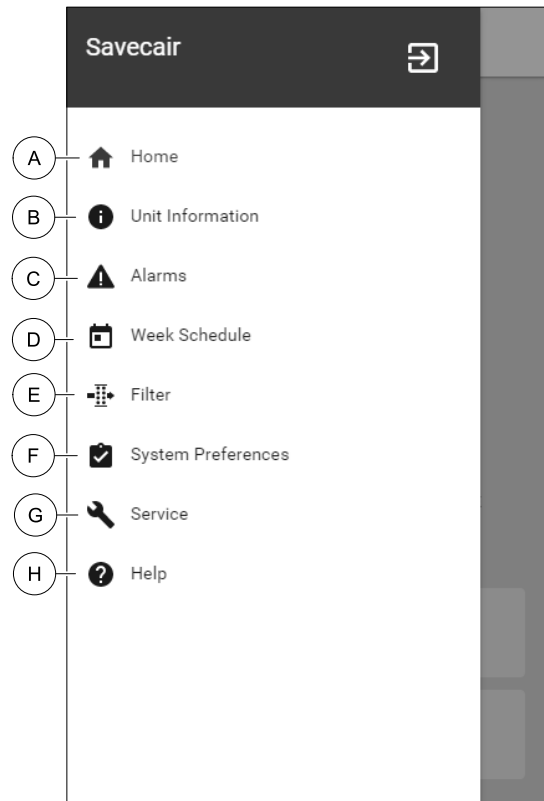 Savecair
A Home
B Unit Information
C Alarms
D Week Schedule
E Filter
F System Preferences
G Service
H Help